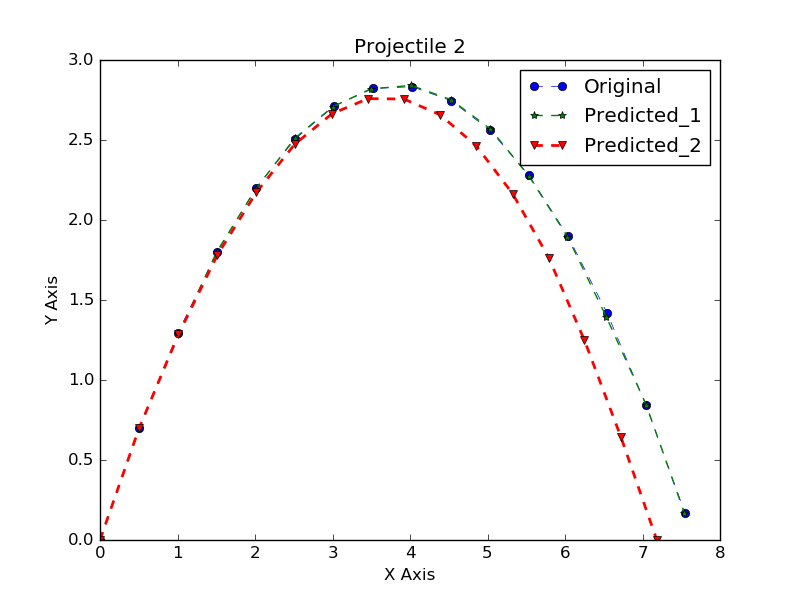 Projectile 2
Original
Predicted_1
Predicted_2
Y Axis
3.0
2.5
2.0
1.5
1.0
0.5
0.0
0 1 2 3 4 5 6 7 8
X Axis